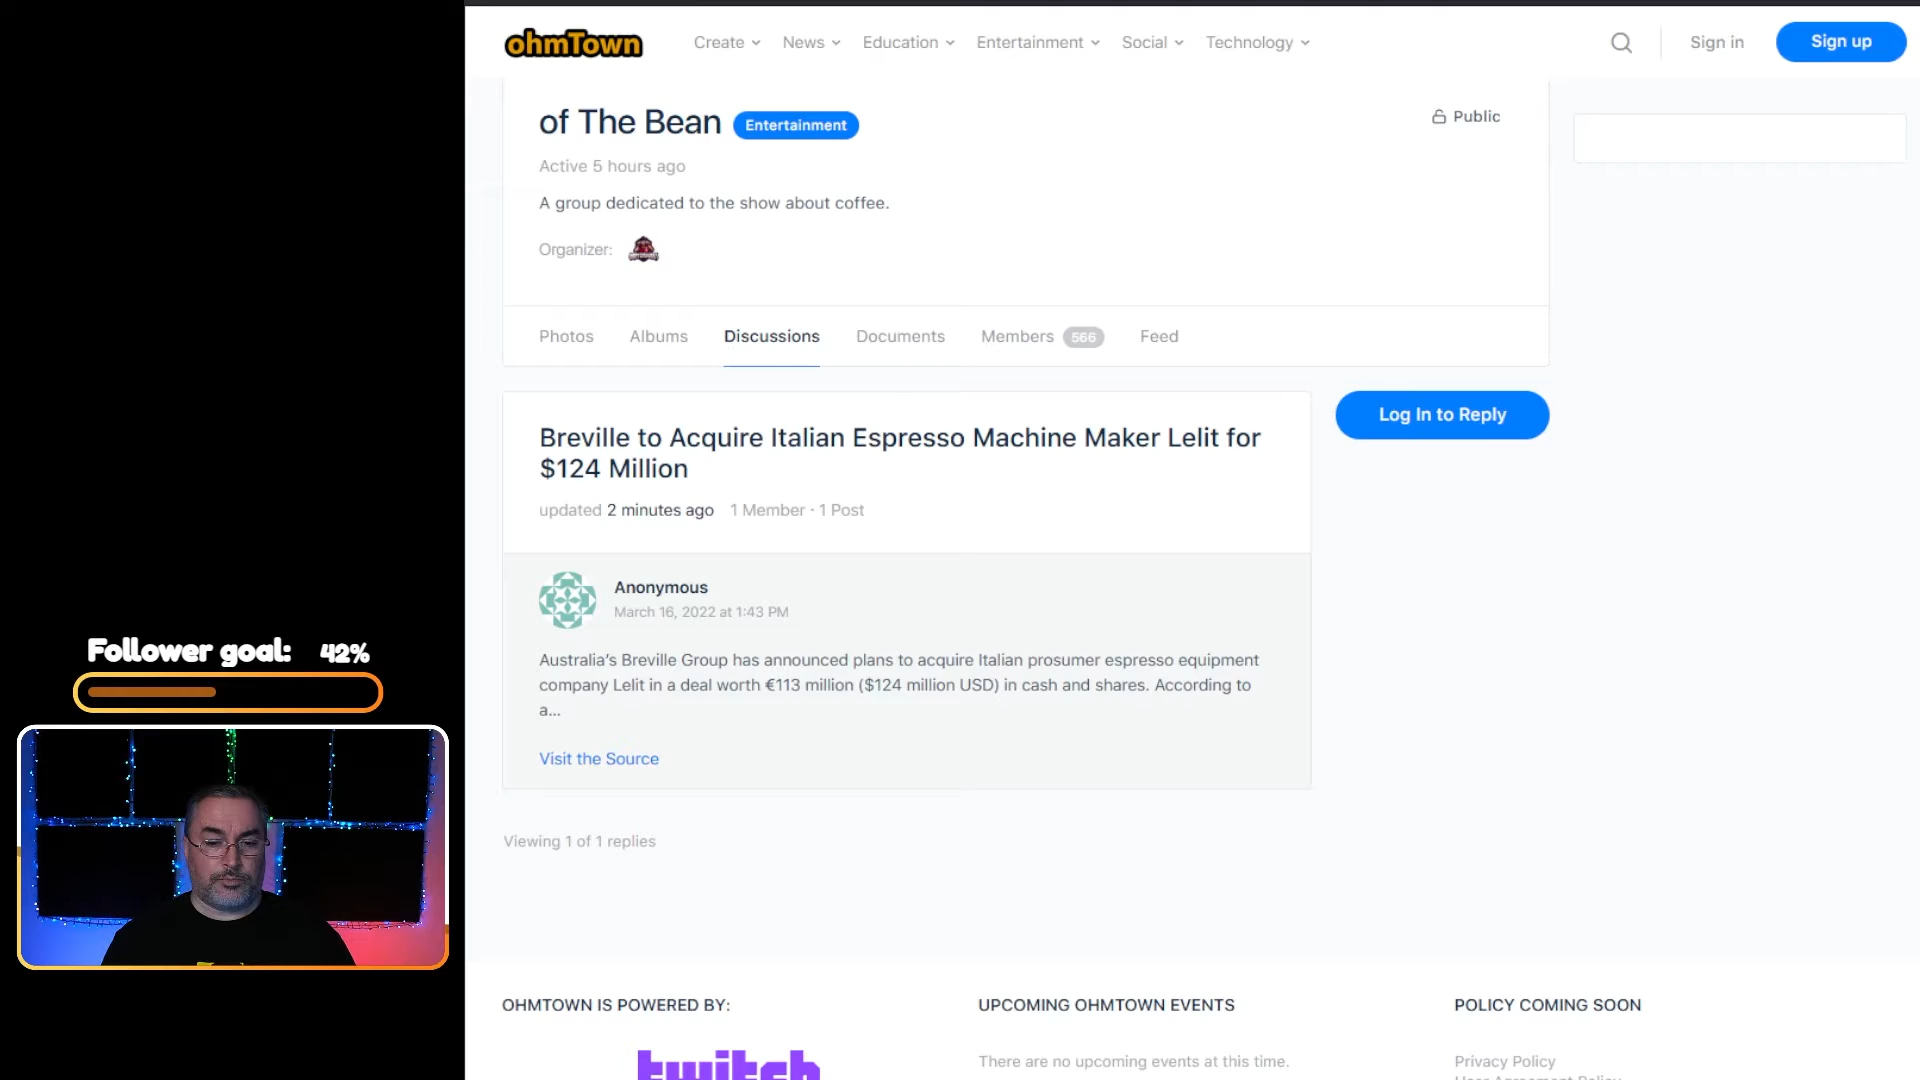 ohmTown
Create
News
Education
Entertainment
Social
Technology
Sign in
Sign up
of The Bean
Entertainment
Public
Active 5 hours ago
A group dedicated to the show about coffee.
Organizer:
Photos
Albums
Discussions
Documents
Members 566
Feed
Breville to Acquire Italian Espresso Machine Maker Lelit for
$124 Million
updated 2 minutes ago 1 Member · 1 Post
Log In to Reply
Anonymous
March 16, 2022 at 1:43 PM
Australia’s Breville Group has announced plans to acquire Italian prosumer espresso equipment
company Lelit in a deal worth €113 million ($124 million USD) in cash and shares. According to
a...
Visit the Source
Viewing 1 of 1 replies
Follower goal: 42%
OHMTOWN IS POWERED BY:
twitch
UPCOMING OHMTOWN EVENTS
There are no upcoming events at this time.
POLICY COMING SOON
Privacy Policy
User Agreement Policy